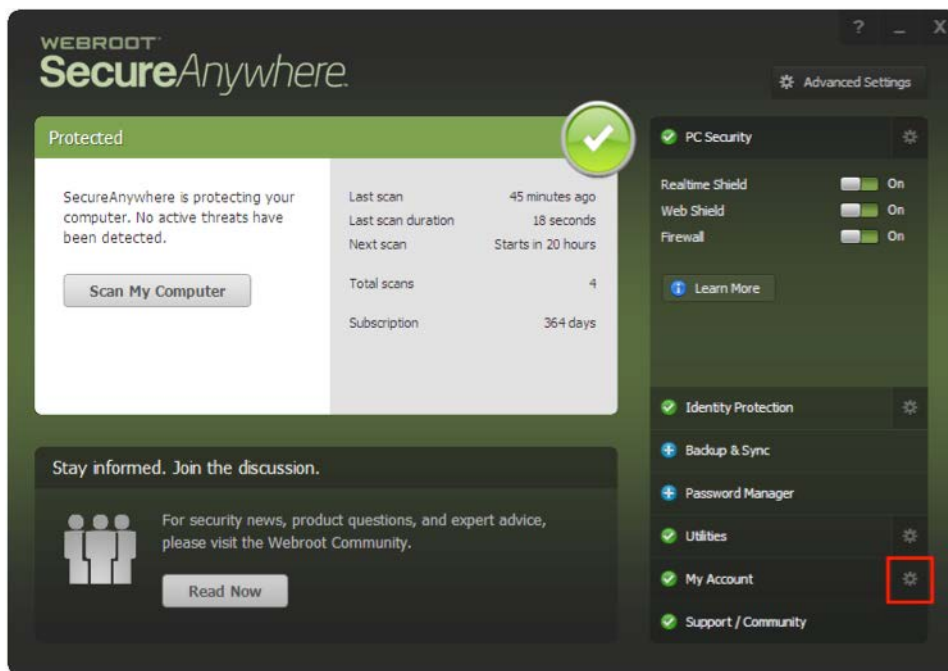 ? _ X
WEBROOT™
SecureAnywhere.
Advanced Settings
Protected
SecureAnywhere is protecting your
computer. No active threats have
been detected.
Scan My Computer
Last scan 45 minutes ago
Last scan duration 18 seconds
Next scan Starts in 20 hours
Total scans 4
Subscription 364 days
Stay informed. Join the discussion.
For security news, product questions, and expert advice,
please visit the Webroot Community.
Read Now
PC Security
Realtime Shield On
Web Shield On
Firewall On
Learn More
Identity Protection
Backup & Sync
Password Manager
Utilities
My Account
Support / Community